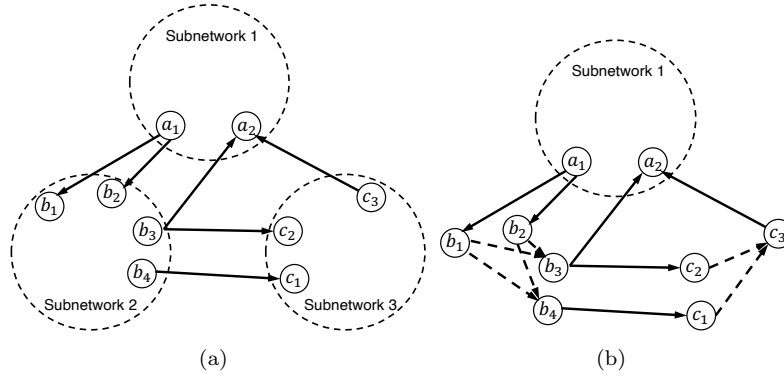 Subnetwork 1
a₁
a₂
b₁
b₂
b₃
b₄
c₃
c₂
c₁
Subnetwork 2
Subnetwork 3
(a)
Subnetwork 1
a₁
a₂
b₁
b₂
b₃
b₄
c₂
c₁
c₃
(b)